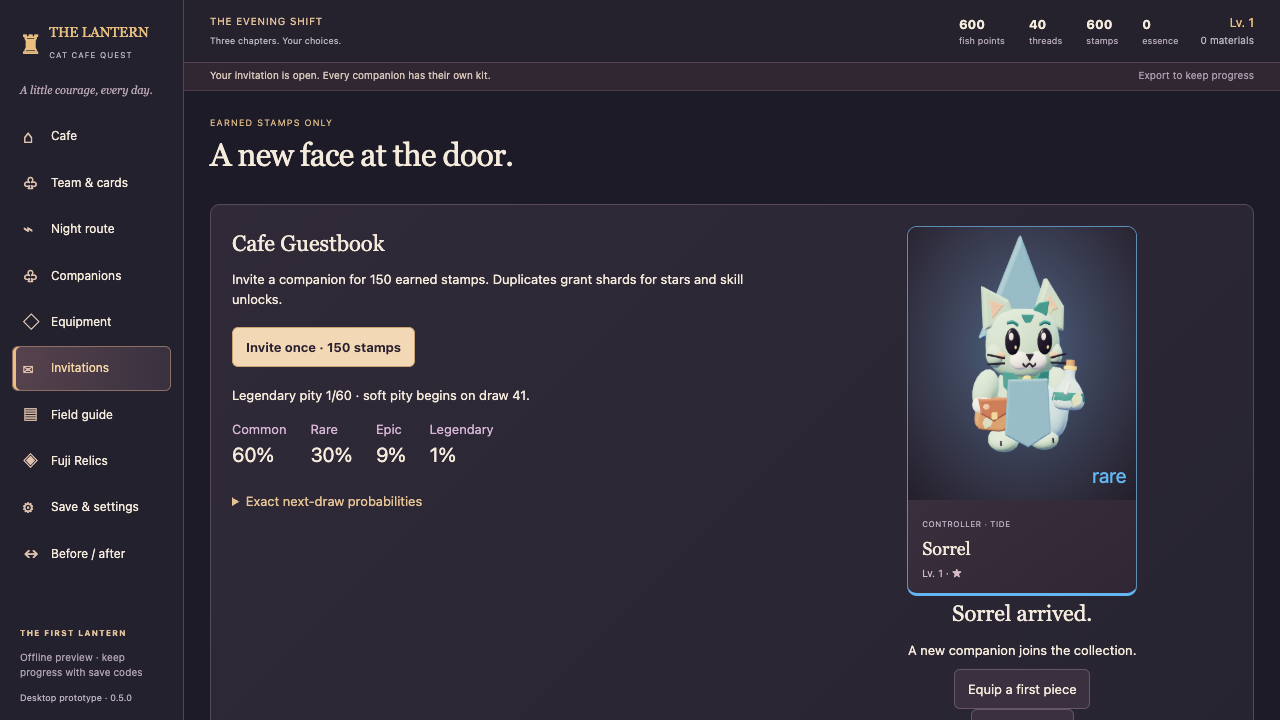 THE LANTERN
CAT CAFE QUEST
A little courage, every day.
Cafe
Team & cards
Night route
Companions
Equipment
Invitations
Field guide
Fuji Relics
Save & settings
Before / after
THE FIRST LANTERN
Offline preview · keep
progress with save codes
Desktop prototype · 0.5.0
THE EVENING SHIFT
Three chapters. Your choices.
600 fish points
40 threads
600 stamps
0 essence
Lv. 1
0 materials
Your invitation is open. Every companion has their own kit.
Export to keep progress
EARNED STAMPS ONLY
A new face at the door.
Cafe Guestbook
Invite a companion for 150 earned stamps. Duplicates grant shards for stars and skill
unlocks.
Invite once · 150 stamps
Legendary pity 1/60 · soft pity begins on draw 41.
Common Rare Epic Legendary
60% 30% 9% 1%
Exact next-draw probabilities
rare
CONTROLLER · TIDE
Sorrel
Lv. 1 · ★
Sorrel arrived.
A new companion joins the collection.
Equip a first piece